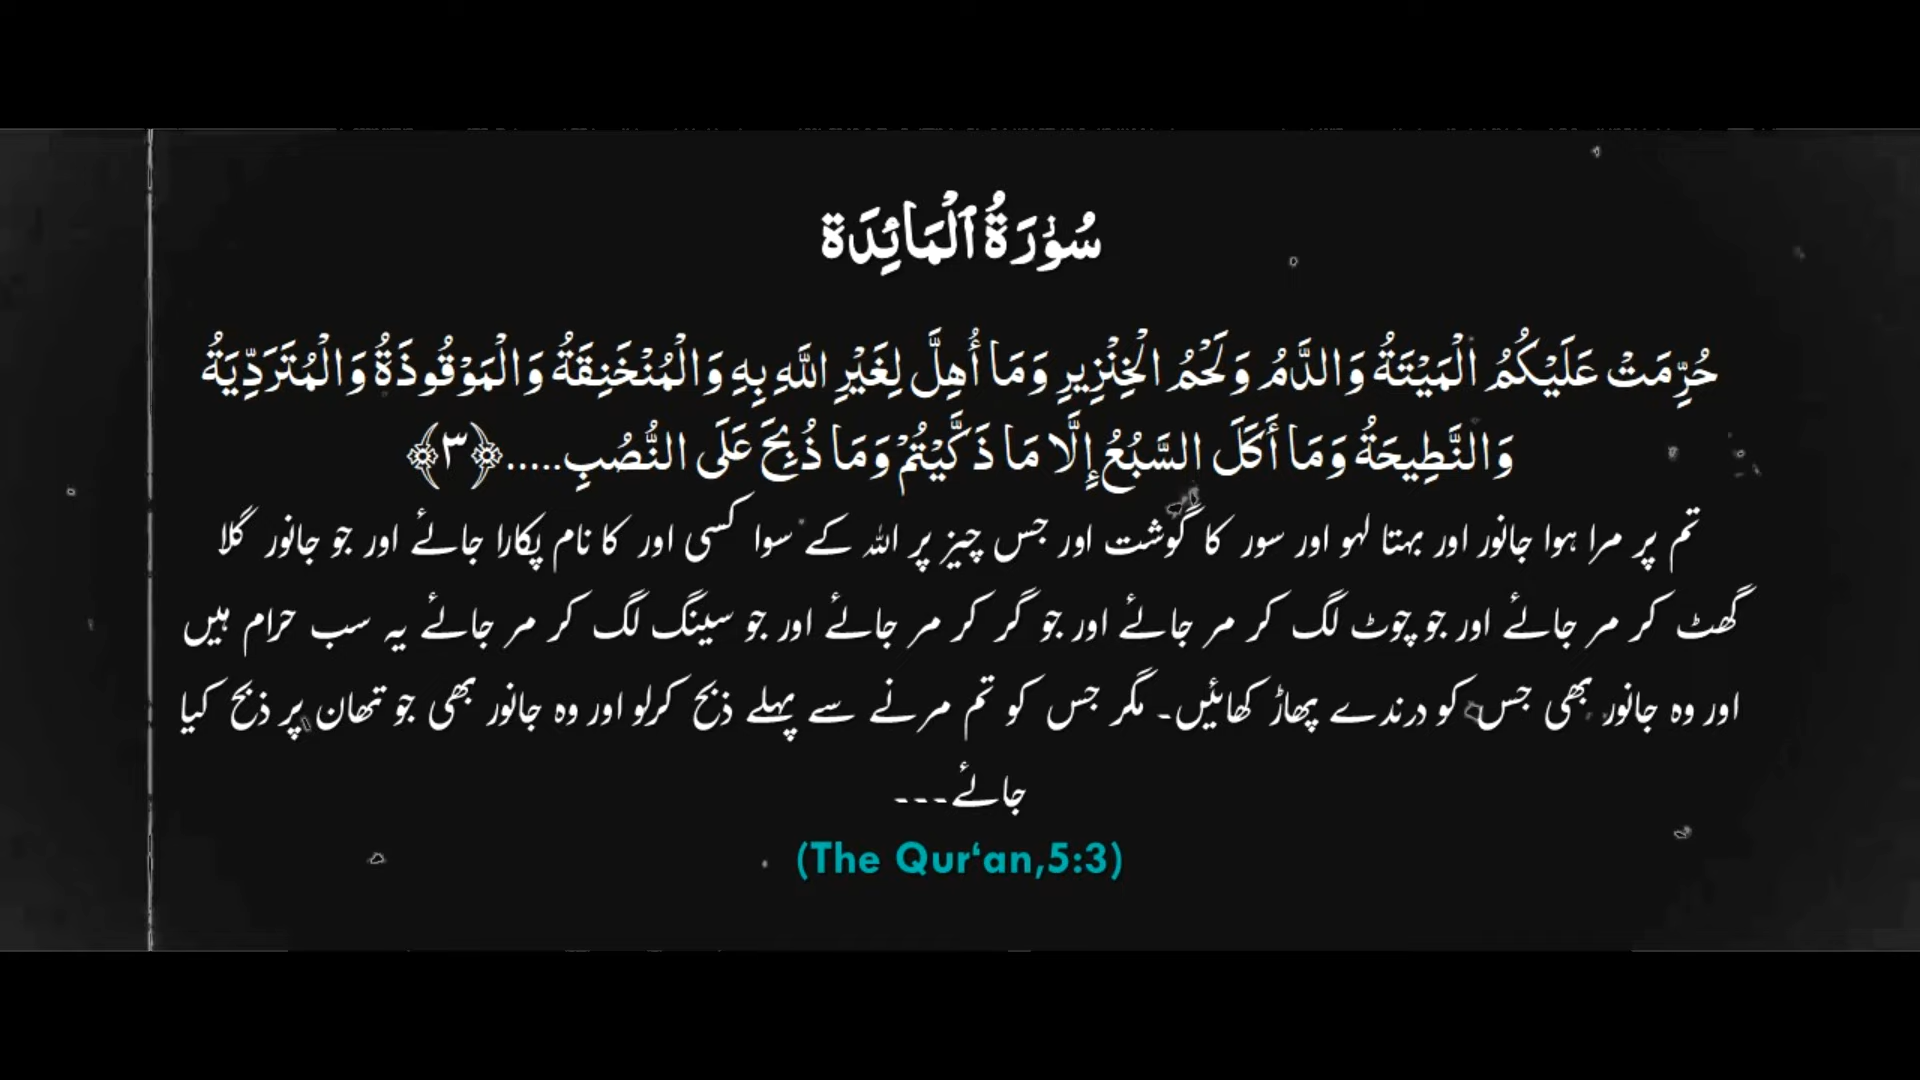 سُوْرَةُ ٱلْمَائِدَة
حُرِّمَتْ عَلَيْكُمُ الْمَيْتَةُ وَالدَّمُ وَلَحْمُ الْخِنْزِيرِ وَمَا أُهِلَّ لِغَيْرِ اللَّهِ بِهِ وَالْمُنْخَنِقَةُ وَالْمَوْقُوذَةُ وَالْمُتَرَدِّيَةُ
وَالنَّطِيحَةُ وَمَا أَكَلَ السَّبُعُ إِلَّا مَا ذَكَّيْتُمْ وَمَا ذُبِحَ عَلَى النُّصُبِ.....﴿٣﴾
تم پر مرا ہوا جانور اور بہتا لہو اور سور کا گوشت اور جس چیز پر اللہ کے سوا کسی اور کا نام پکارا جائے اور جو جانور گلا
گھٹ کر مر جائے اور جو چوٹ لگ کر مر جائے اور جو گر کر مر جائے اور جو سینگ لگ کر مر جائے یہ سب حرام ہیں
اور وہ جانور بھی جس کو درندے پھاڑ کھائیں۔ مگر جس کو تم مرنے سے پہلے ذبح کرلو اور وہ جانور بھی جو تھان پر ذبح کیا
جائے۔۔۔
(The Qur‘an,5:3)